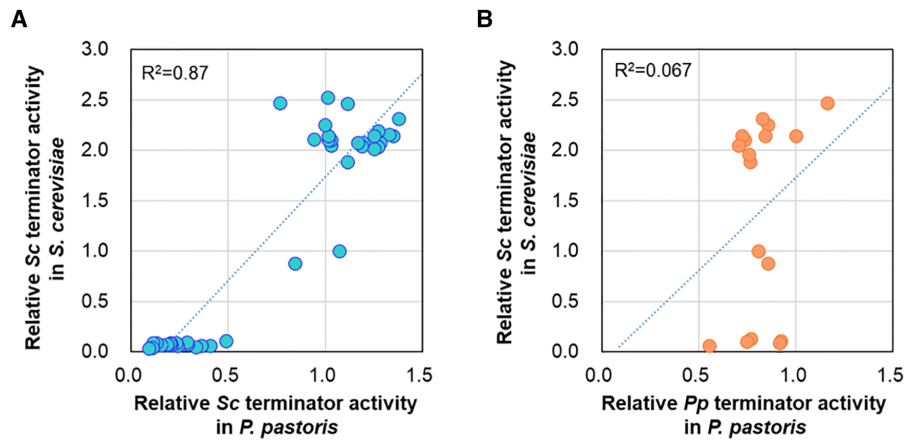 A
Relative Sc terminator activity
in S. cerevisiae
3.0
2.5
2.0
1.5
1.0
0.5
0.0
R²=0.87
0.0 0.5 1.0 1.5
Relative Sc terminator activity
in P. pastoris
B
Relative Sc terminator activity
in S. cerevisiae
3.0
2.5
2.0
1.5
1.0
0.5
0.0
R²=0.067
0.0 0.5 1.0 1.5
Relative Pp terminator activity
in P. pastoris